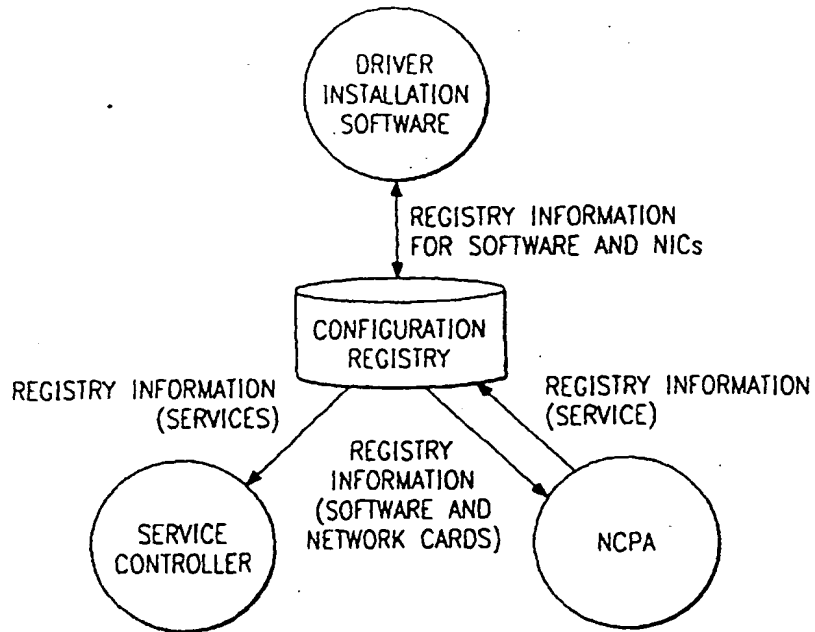 DRIVER
INSTALLATION
SOFTWARE
REGISTRY INFORMATION
FOR SOFTWARE AND NICs
CONFIGURATION
REGISTRY
REGISTRY INFORMATION
(SERVICES)
REGISTRY INFORMATION
(SERVICE)
REGISTRY
INFORMATION
(SOFTWARE AND
NETWORK CARDS)
SERVICE
CONTROLLER
NCPA